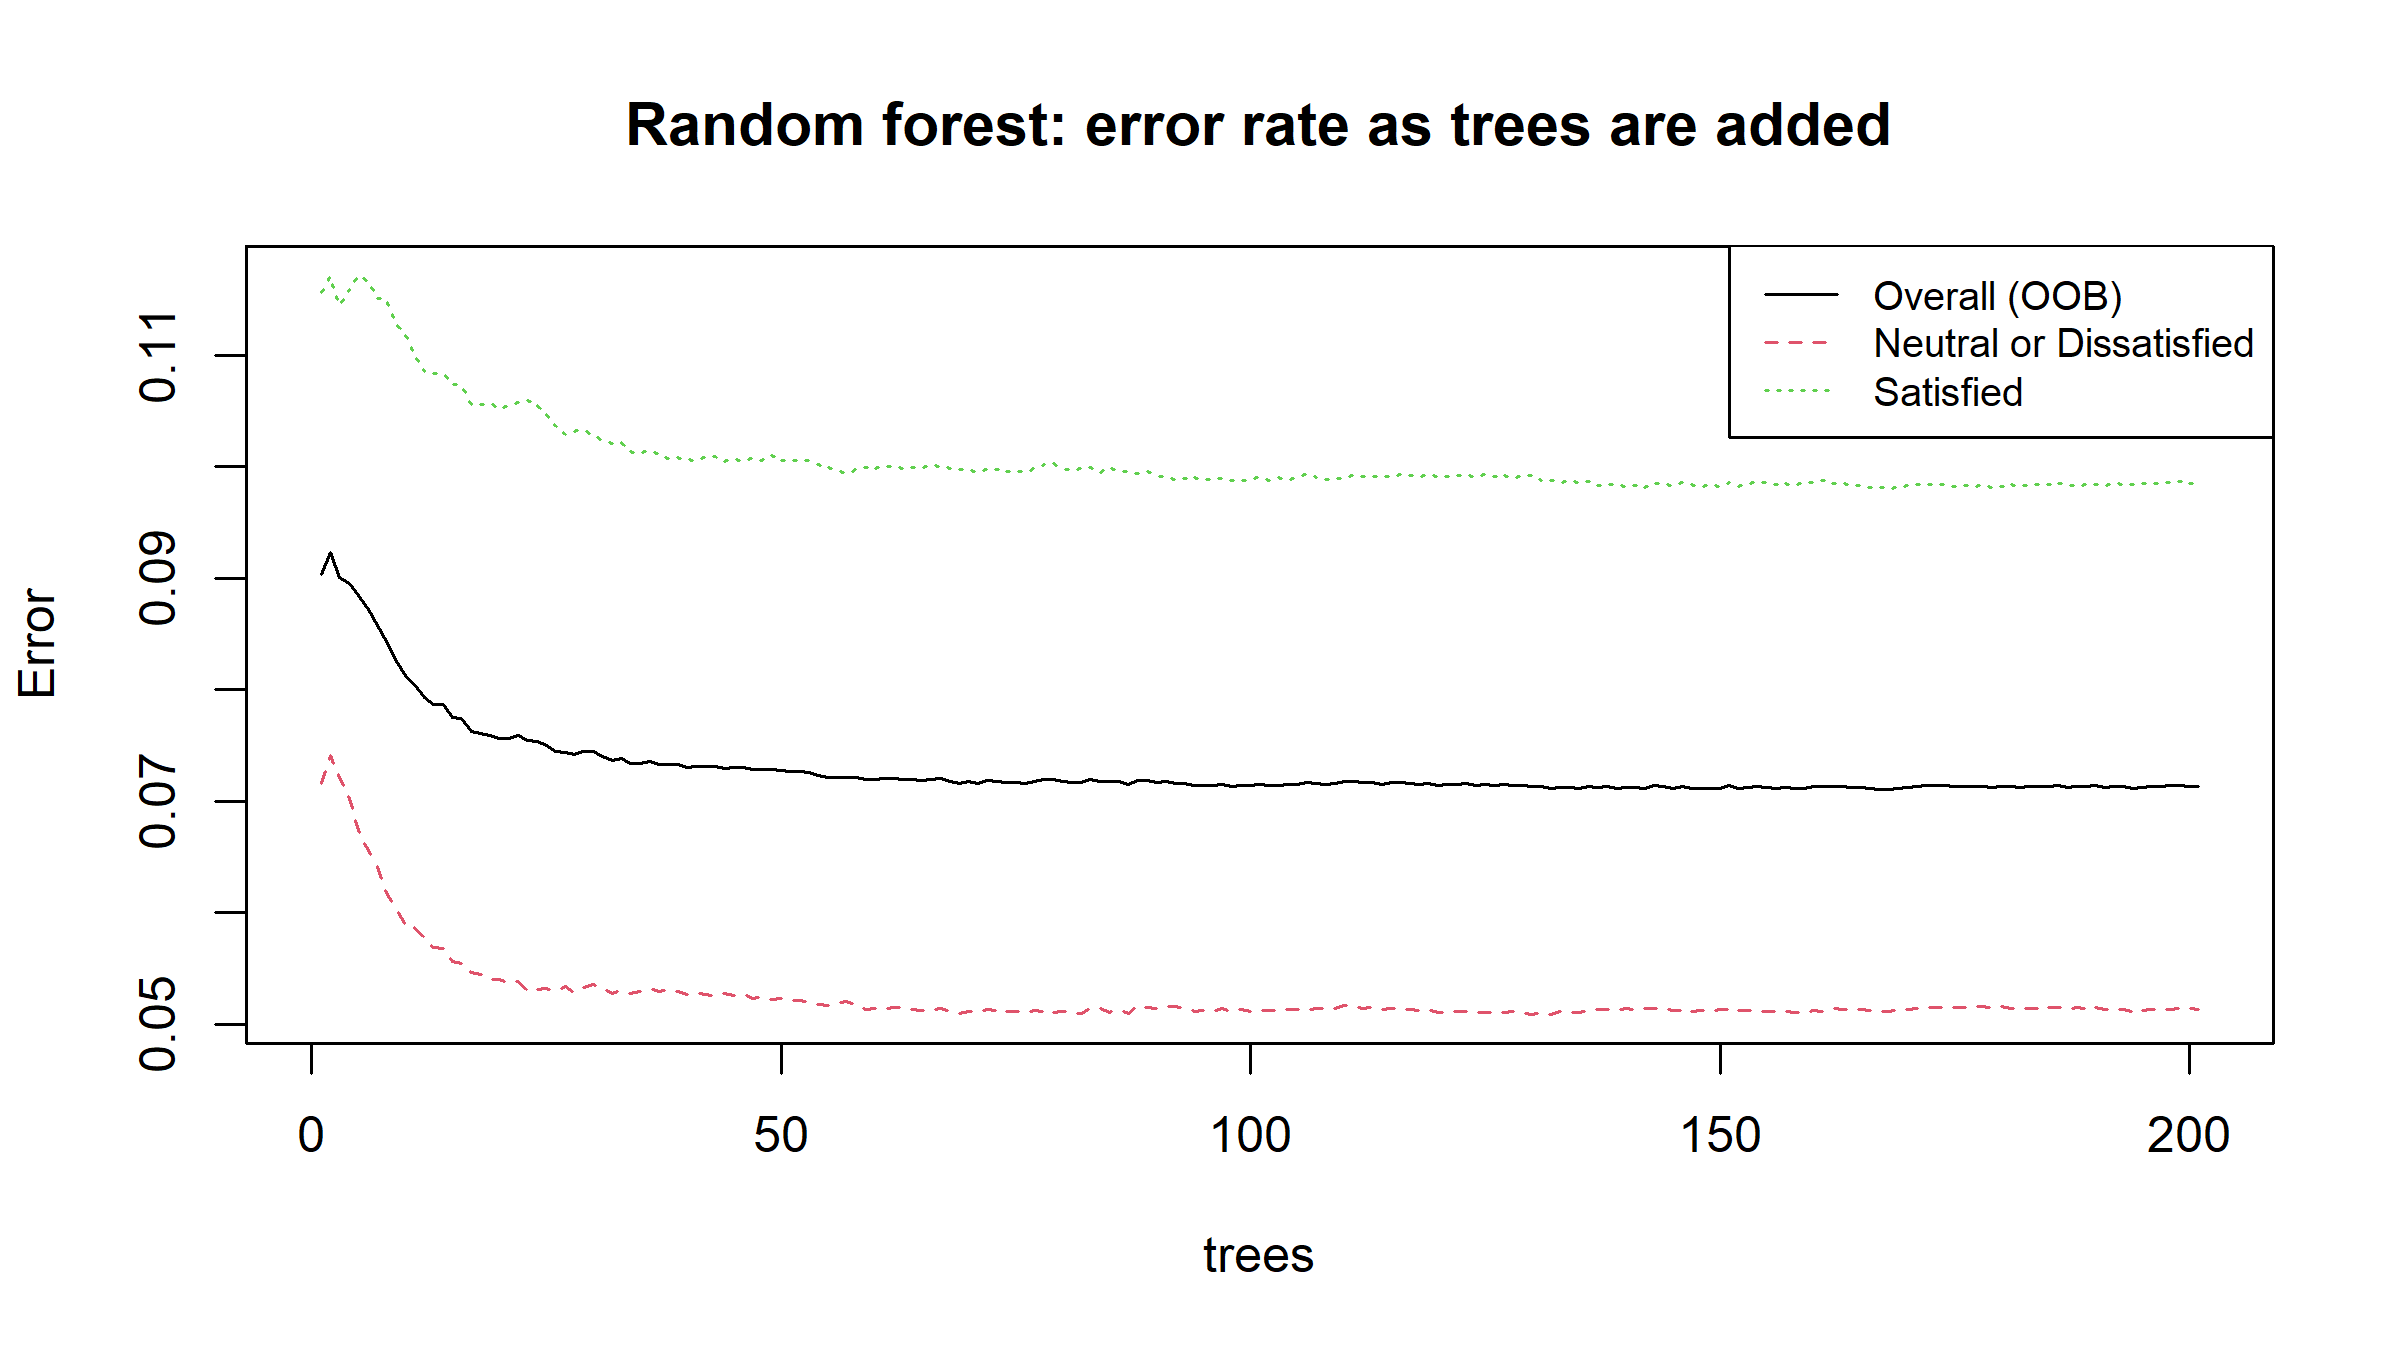 Random forest: error rate as trees are added
Overall (OOB)
Neutral or Dissatisfied
Satisfied
Error
0.11
0.09
0.07
0.05
0 50 100 150 200
trees